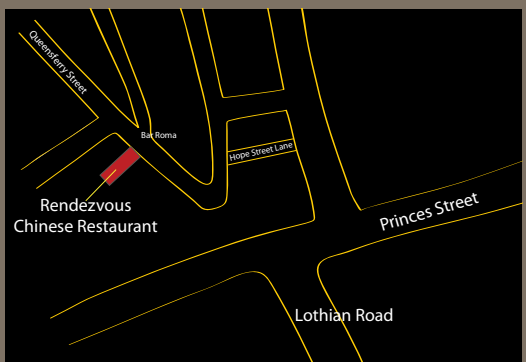 Queensferry Street
Bar Roma
Hope Street Lane
Rendezvous
Chinese Restaurant
Princes Street
Lothian Road